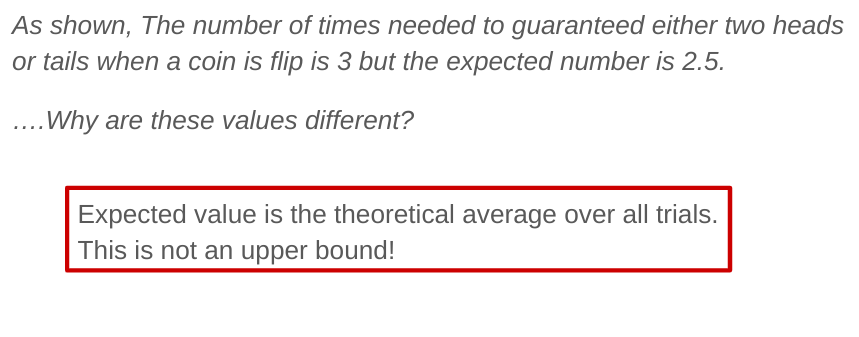 As shown, The number of times needed to guaranteed either two heads
or tails when a coin is flip is 3 but the expected number is 2.5.
….Why are these values different?
Expected value is the theoretical average over all trials.
This is not an upper bound!